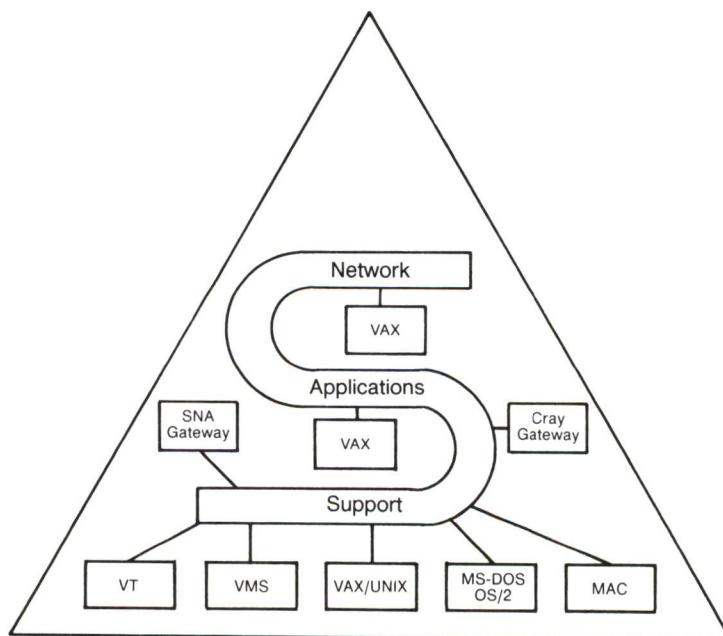 Network
VAX
Applications
SNA
Gateway
VAX
Cray
Gateway
Support
VT
VMS
VAX/UNIX
MS-DOS
OS/2
MAC